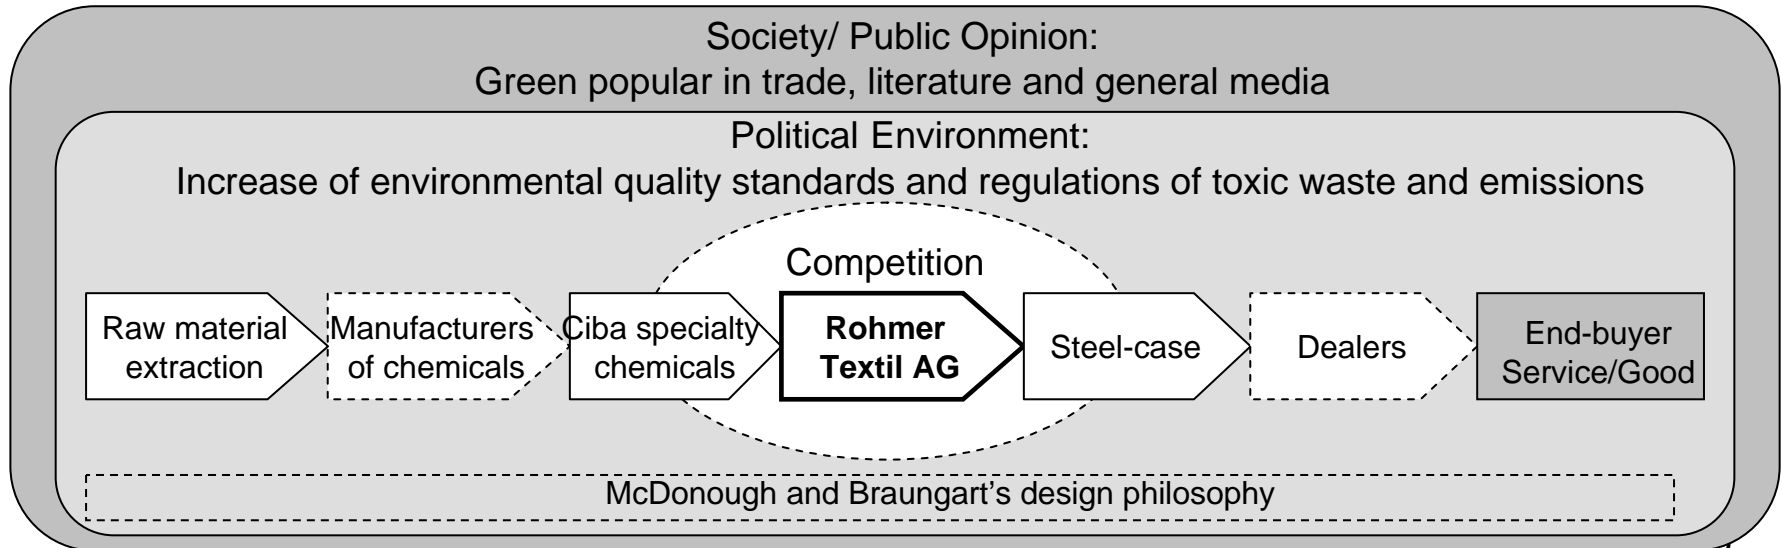 Society/ Public Opinion:
Green popular in trade, literature and general media
Political Environment:
Increase of environmental quality standards and regulations of toxic waste and emissions
Competition
Raw material
extraction
Manufacturers
of chemicals
Ciba specialty
chemicals
Rohmer
Textil AG
Steel-case
Dealers
End-buyer
Service/Good
McDonough and Braungart’s design philosophy